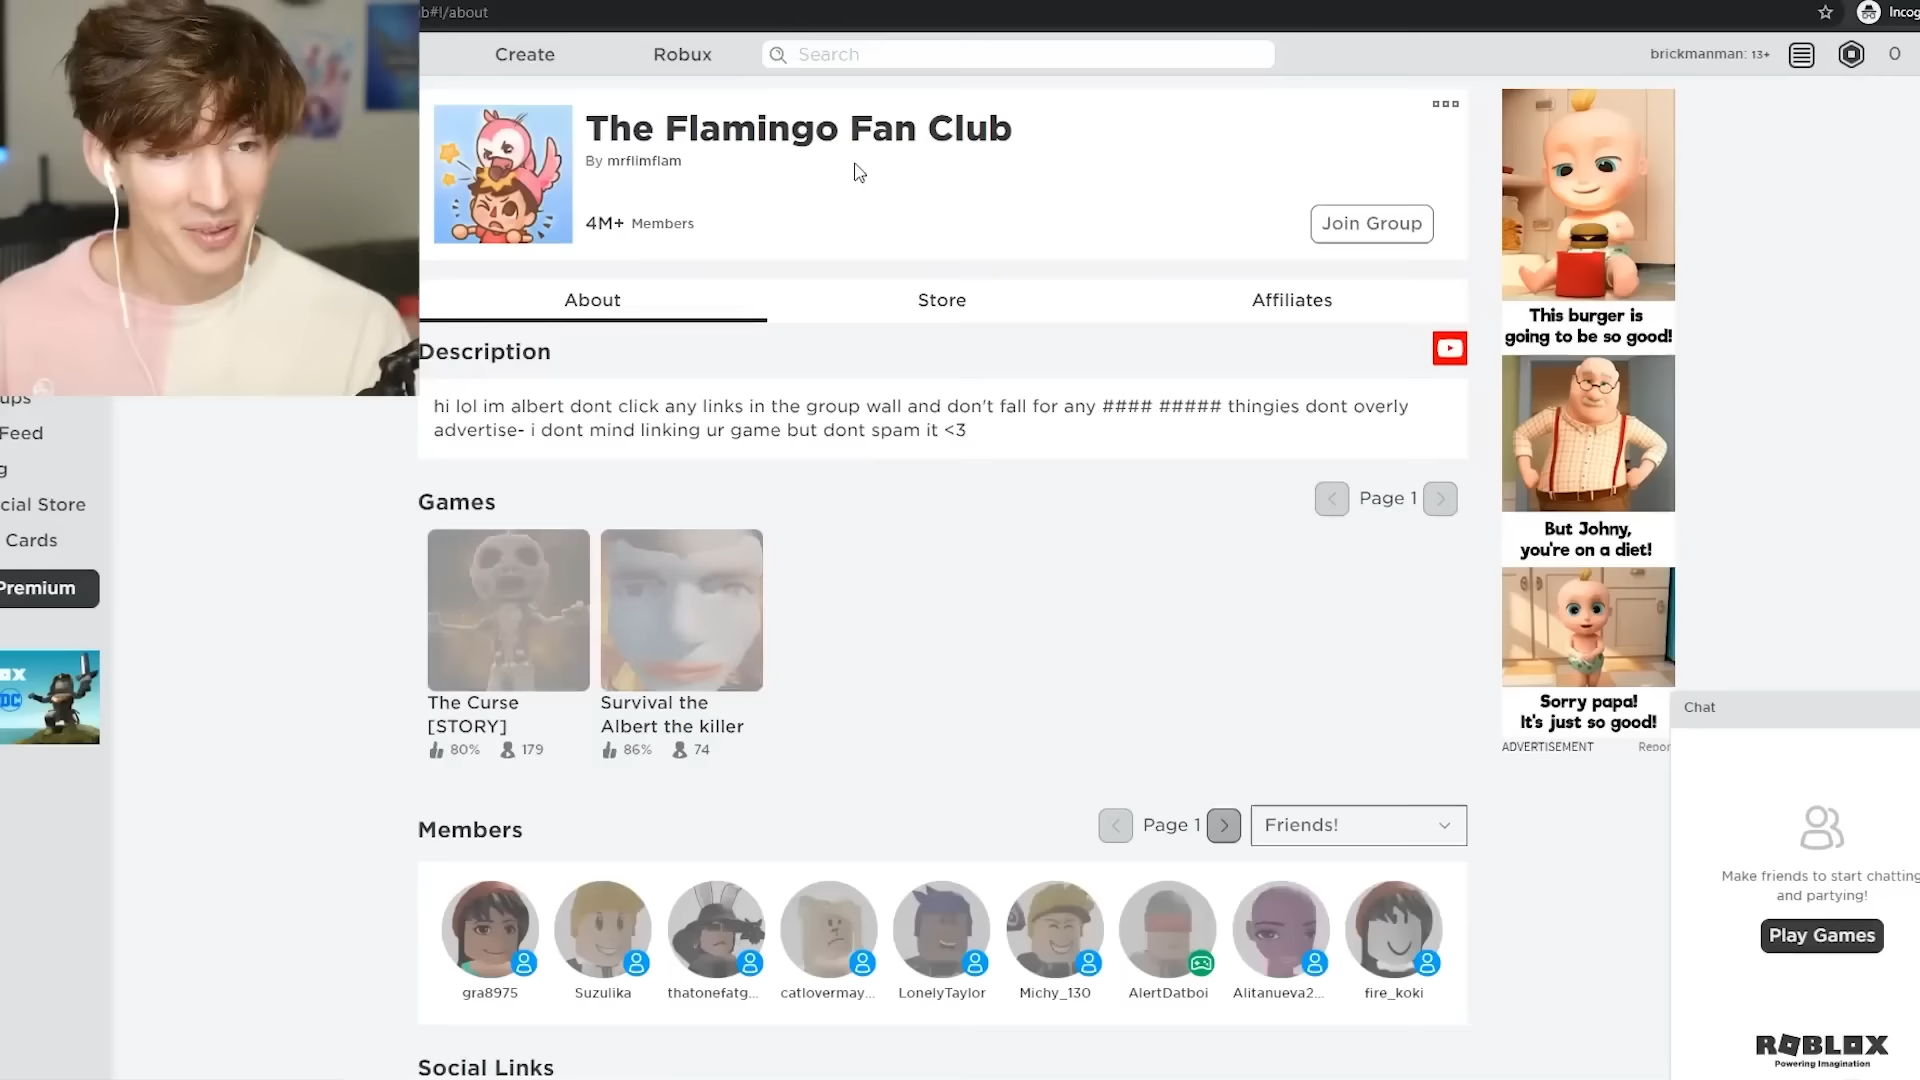 b#!/about
Incog
Create
Robux
Search
brickmanman: 13+
0
The Flamingo Fan Club
By mrflimflam
4M+ Members
Join Group
About
Store
Affiliates
Description
hi lol im albert dont click any links in the group wall and don't fall for any #### ##### thingies dont overly
advertise- i dont mind linking ur game but dont spam it <3
ups
Feed
g
cial Store
Cards
Premium
OX
DC
Games
Page 1
The Curse
[STORY]
80% 179
Survival the
Albert the killer
86% 74
Members
Page 1
Friends!
gra8975
Suzulika
thatonefatg...
catlovermay...
LonelyTaylor
Michy_130
AlertDatboi
Alitanueva2...
fire_koki
Social Links
This burger is
going to be so good!
But Johny,
you're on a diet!
Sorry papa!
It's just so good!
ADVERTISEMENT
Repor
Chat
Make friends to start chatting
and partying!
Play Games
ROBLOX
Powering Imagination